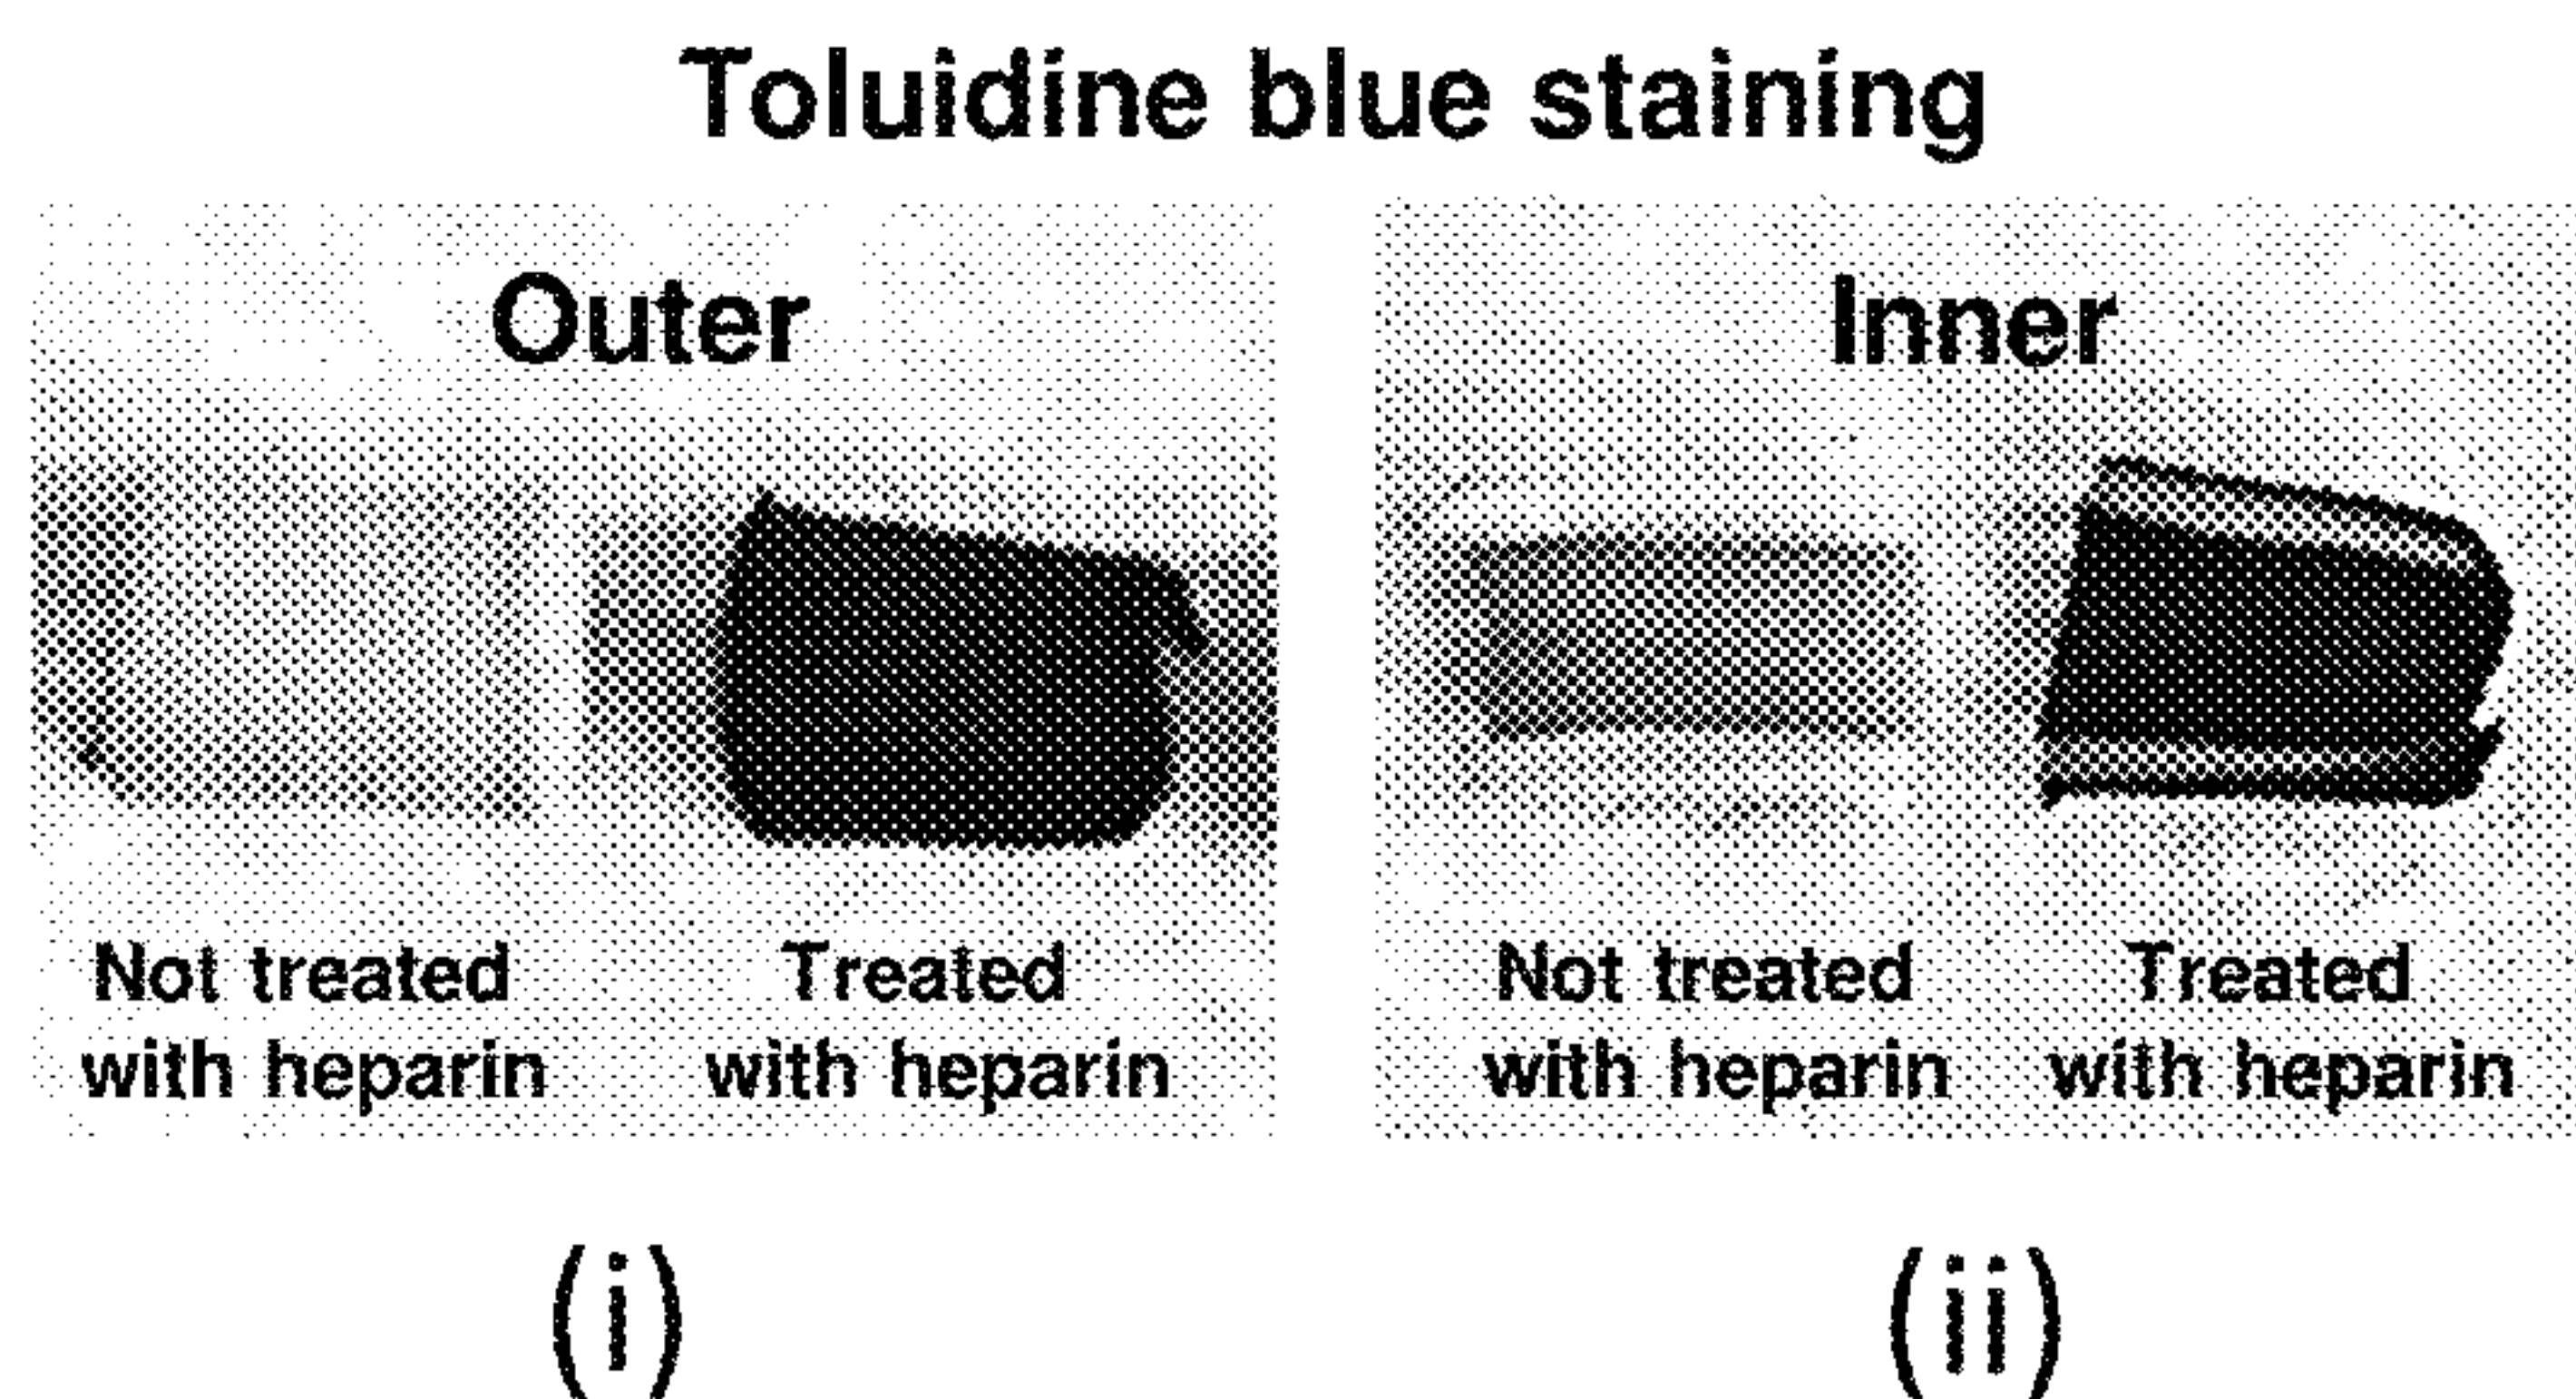 Toluidine blue staining
Outer
Not treated
with heparin
Treated
with heparin
(i)
Inner
Not treated
with heparin
Treated
with heparin
(ii)